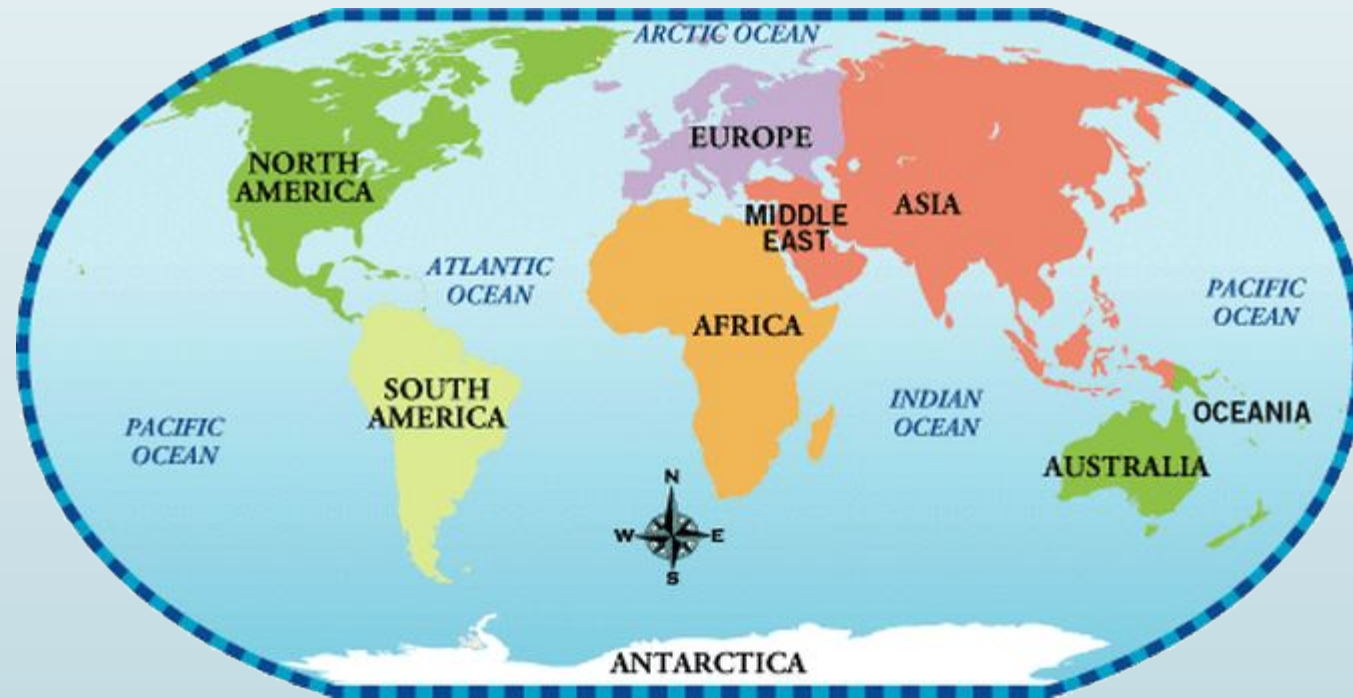 ARCTIC OCEAN
EUROPE
NORTH
AMERICA
ASIA
MIDDLE
EAST
ATLANTIC
OCEAN
PACIFIC
OCEAN
AFRICA
SOUTH
AMERICA
INDIAN
OCEAN
OCEANIA
PACIFIC
OCEAN
AUSTRALIA
N
W E
S
ANTARCTICA